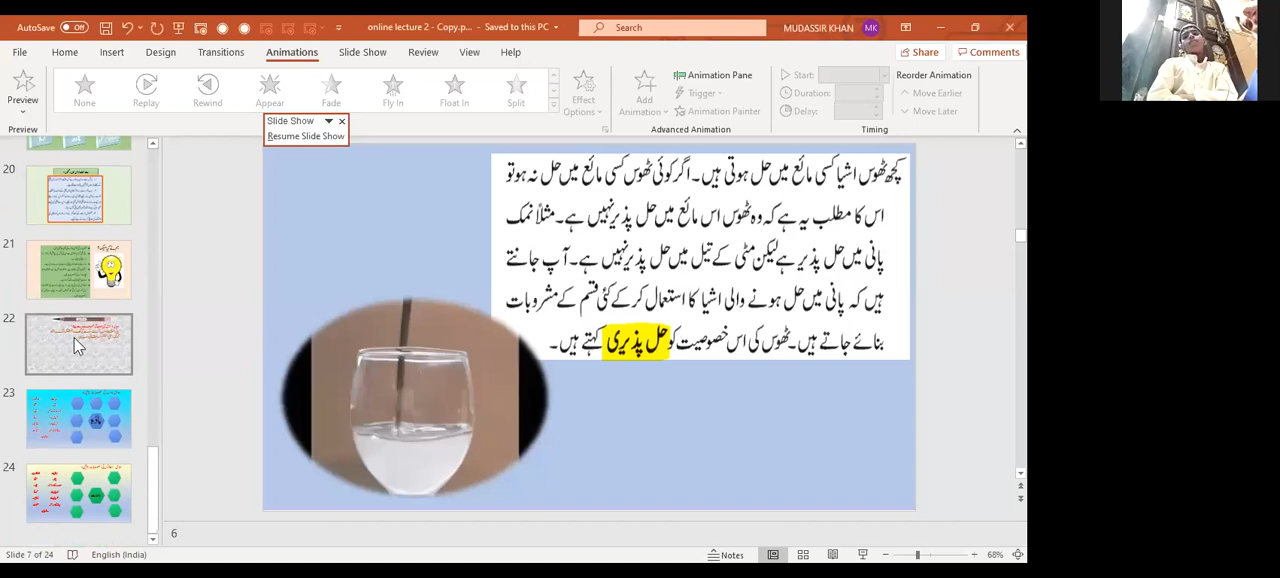 AutoSave Off
online lecture 2 - Copy.p... - Saved to this PC
Search
MUDASSIR KHAN MK
File Home Insert Design Transitions Animations Slide Show Review View Help
Share Comments
Preview
None Replay Rewind Appear Fade Fly In Float In Split
Effect Options
Add Animation
Animation Pane
Trigger
Animation Painter
Start:
Duration:
Delay:
Reorder Animation
Move Earlier
Move Later
Preview
Advanced Animation
Timing
Slide Show
Resume Slide Show
20
21
22
23
24
کچھ ٹھوس اشیا کسی مائع میں حل ہوتی ہیں۔ اگر کوئی ٹھوس کسی مائع میں حل نہ ہو تو
اس کا مطلب یہ ہے کہ وہ ٹھوس اس مائع میں حل پذیر نہیں ہے۔ مثلاً نمک
پانی میں حل پذیر ہے لیکن مٹی کے تیل میں حل پذیر نہیں ہے۔ آپ جانتے
ہیں کہ پانی میں حل ہونے والی اشیا کا استعمال کر کے کئی قسم کے مشروبات
بنائے جاتے ہیں۔ ٹھوس کی اس خصوصیت کو حل پذیری کہتے ہیں۔
6
Slide 7 of 24
English (India)
Notes
68%